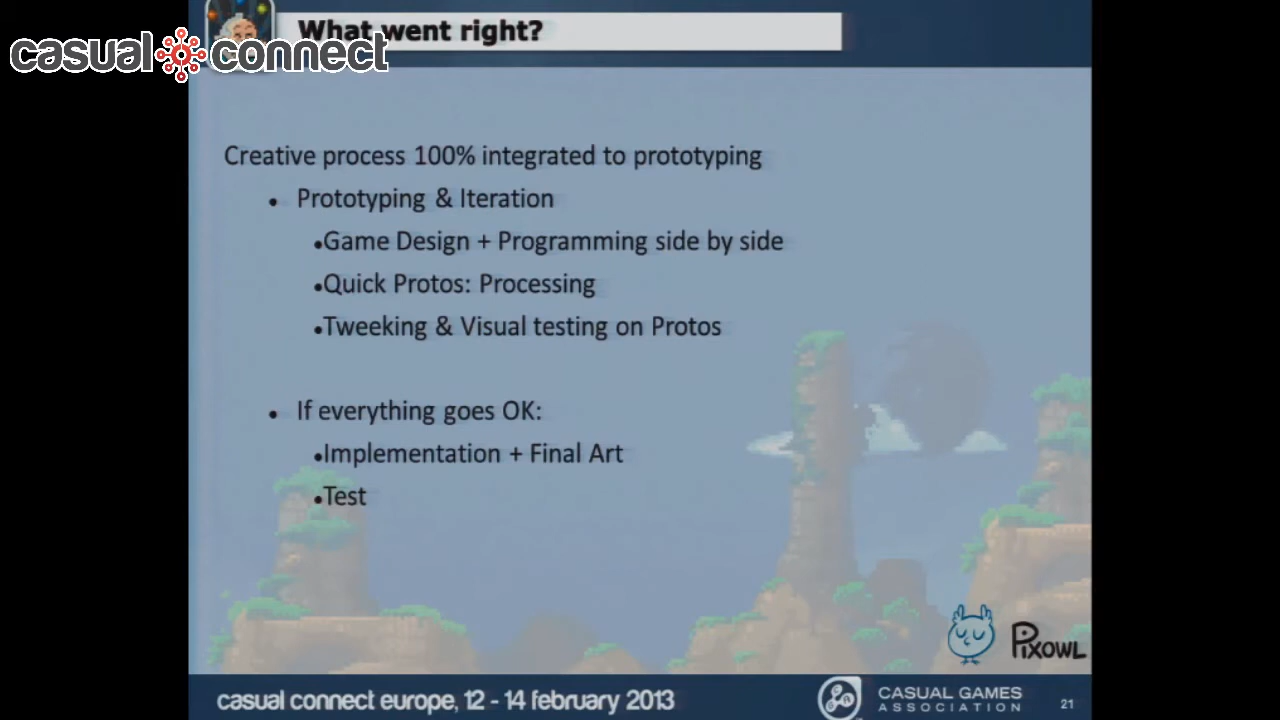 What went right?
casual connect
Creative process 100% integrated to prototyping
• Prototyping & Iteration
•Game Design + Programming side by side
•Quick Protos: Processing
•Tweeking & Visual testing on Protos
• If everything goes OK:
•Implementation + Final Art
•Test
PIXOWL
casual connect europe, 12 - 14 february 2013
CASUAL GAMES
ASSOCIATION
21